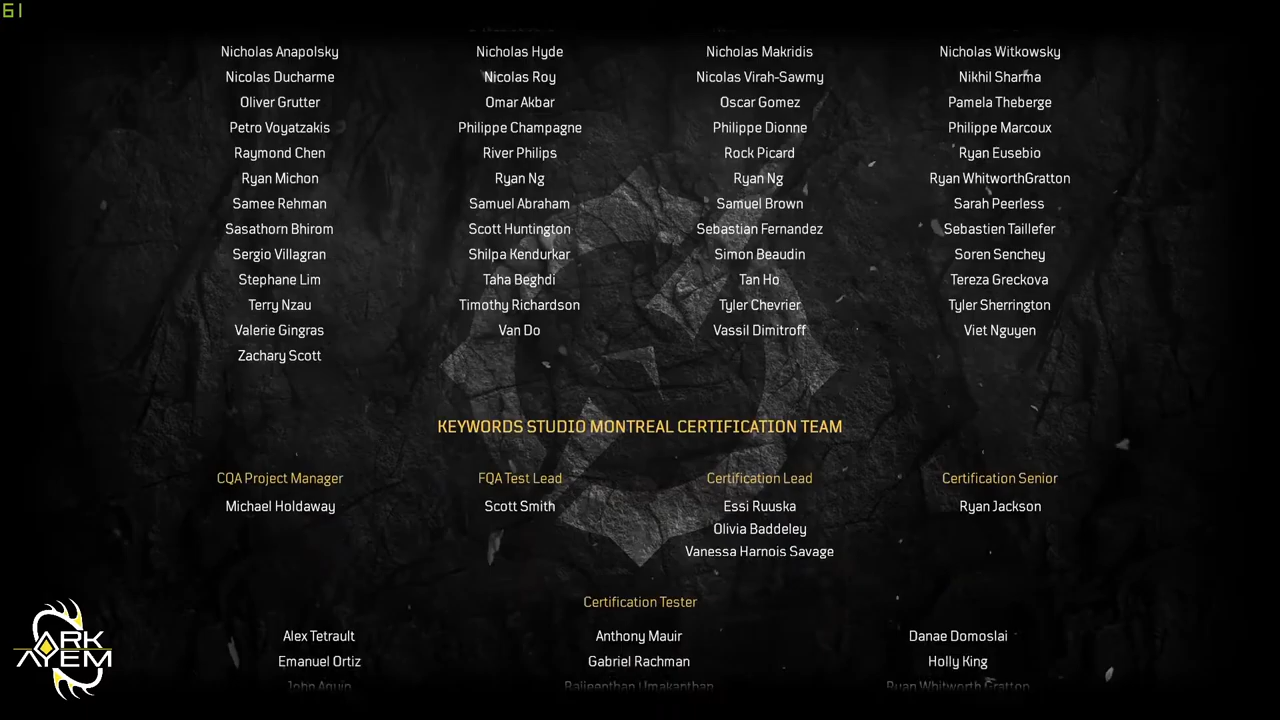 61
Nicholas Anapolsky Nicholas Hyde Nicholas Makridis Nicholas Witkowsky
Nicolas Ducharme Nicolas Roy Nicolas Virah-Sawmy Nikhil Sharma
Oliver Grutter Omar Akbar Oscar Gomez Pamela Theberge
Petro Voyatzakis Philippe Champagne Philippe Dionne Philippe Marcoux
Raymond Chen River Philips Rock Picard Ryan Eusebio
Ryan Michon Ryan Ng Ryan Ng Ryan WhitworthGratton
Samee Rehman Samuel Abraham Samuel Brown Sarah Peerless
Sasathorn Bhirom Scott Huntington Sebastian Fernandez Sebastien Taillefer
Sergio Villagran Shilpa Kendurkar Simon Beaudin Soren Senchey
Stephane Lim Taha Beghdi Tan Ho Tereza Greckova
Terry Nzau Timothy Richardson Tyler Chevrier Tyler Sherrington
Valerie Gingras Van Do Vassil Dimitroff Viet Nguyen
Zachary Scott
KEYWORDS STUDIO MONTREAL CERTIFICATION TEAM
CQA Project Manager FQA Test Lead Certification Lead Certification Senior
Michael Holdaway Scott Smith Essi Ruuska Ryan Jackson
Olivia Baddeley
Vanessa Harnois Savage
Certification Tester
Alex Tetrault Anthony Mauir Danae Domoslai
Emanuel Ortiz Gabriel Rachman Holly King
John Aquin Rajieenthan Umakanthan Ryan Whitworth Gratton
ARK
AYEM